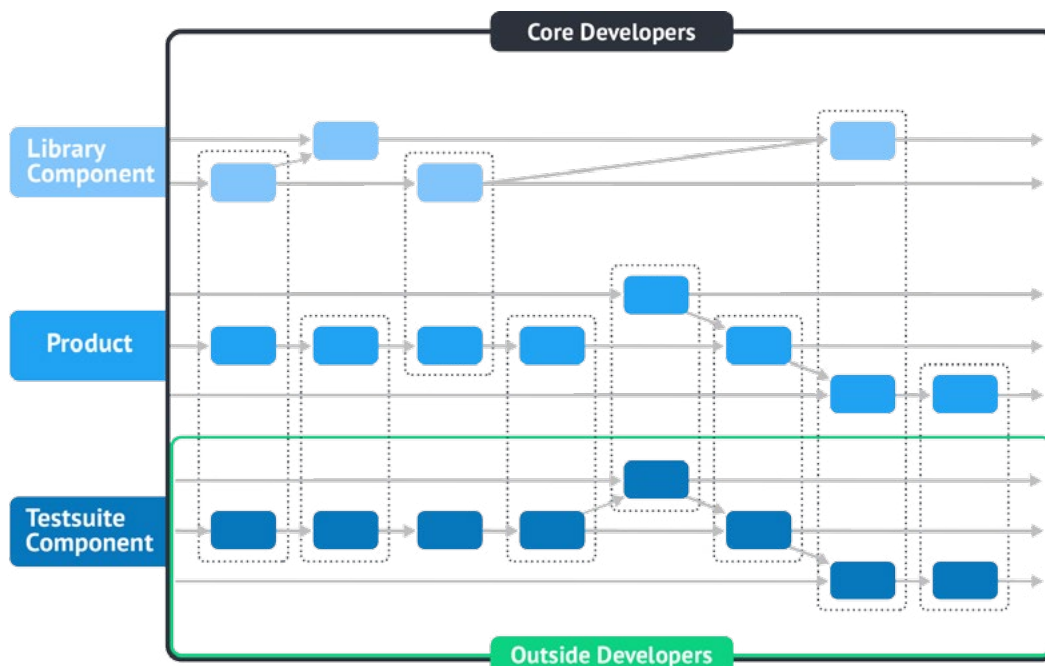 Core Developers
Library
Component
Product
Testsuite
Component
Outside Developers